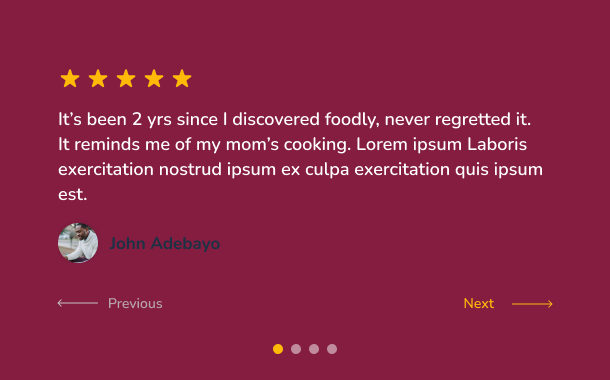 It’s been 2 yrs since I discovered foodly, never regretted it.
It reminds me of my mom’s cooking. Lorem ipsum Laboris
exercitation nostrud ipsum ex culpa exercitation quis ipsum
est.
John Adebayo
Previous
Next